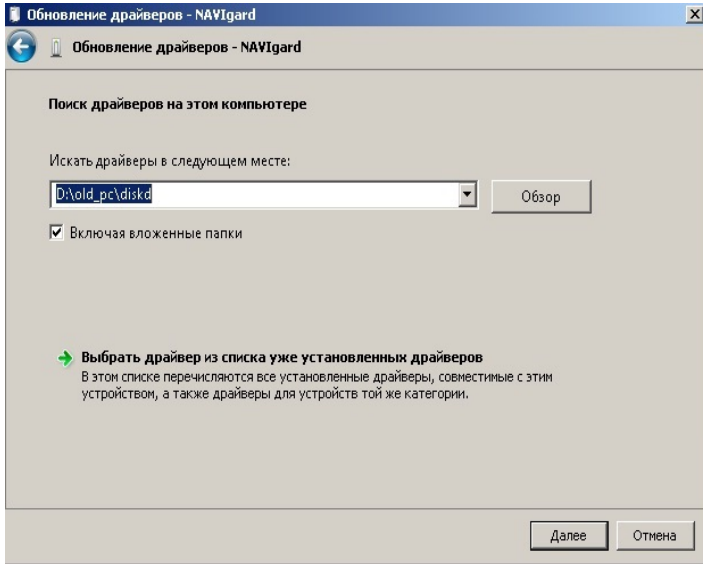 Обновление драйверов - NAVIgard
Обновление драйверов - NAVIgard
Поиск драйверов на этом компьютере
Искать драйверы в следующем месте:
D:\old_pc\diskd
Обзор
Включая вложенные папки
Выбрать драйвер из списка уже установленных драйверов
В этом списке перечисляются все установленные драйверы, совместимые с этим
устройством, а также драйверы для устройств той же категории.
Далее
Отмена